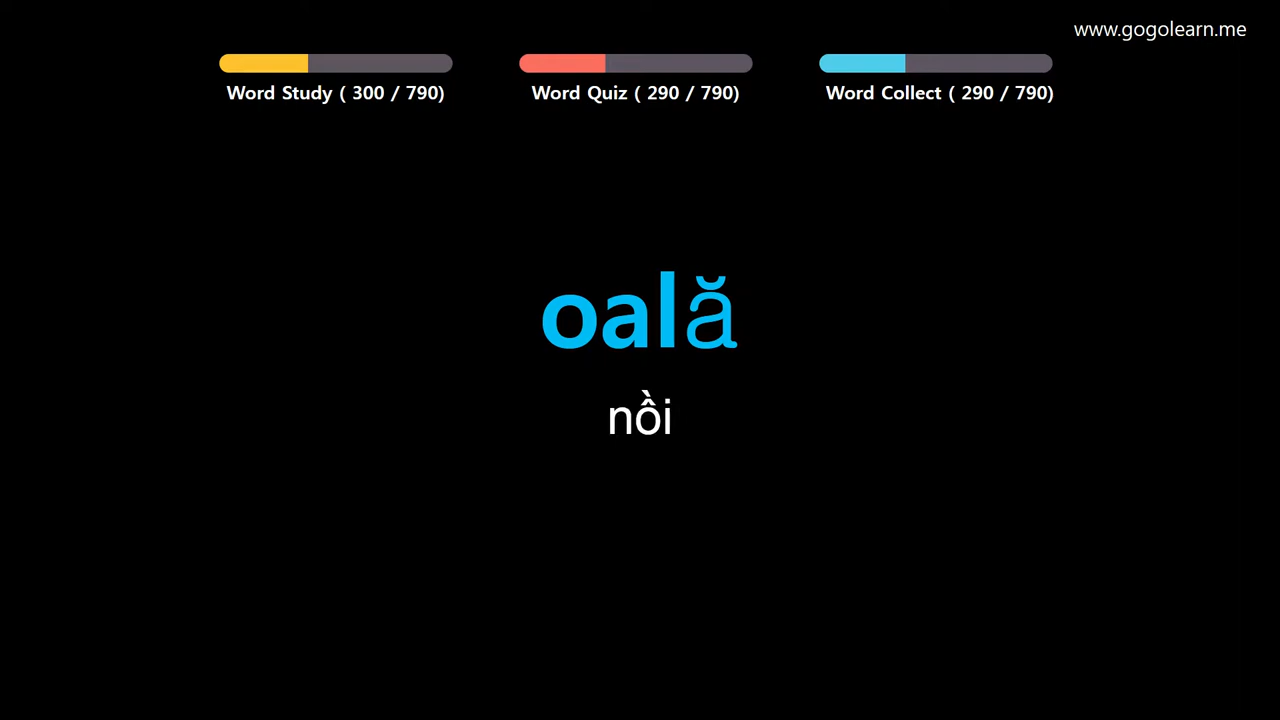 www.gogolearn.me
Word Study ( 300 / 790)
Word Quiz ( 290 / 790)
Word Collect ( 290 / 790)
oală
nồi